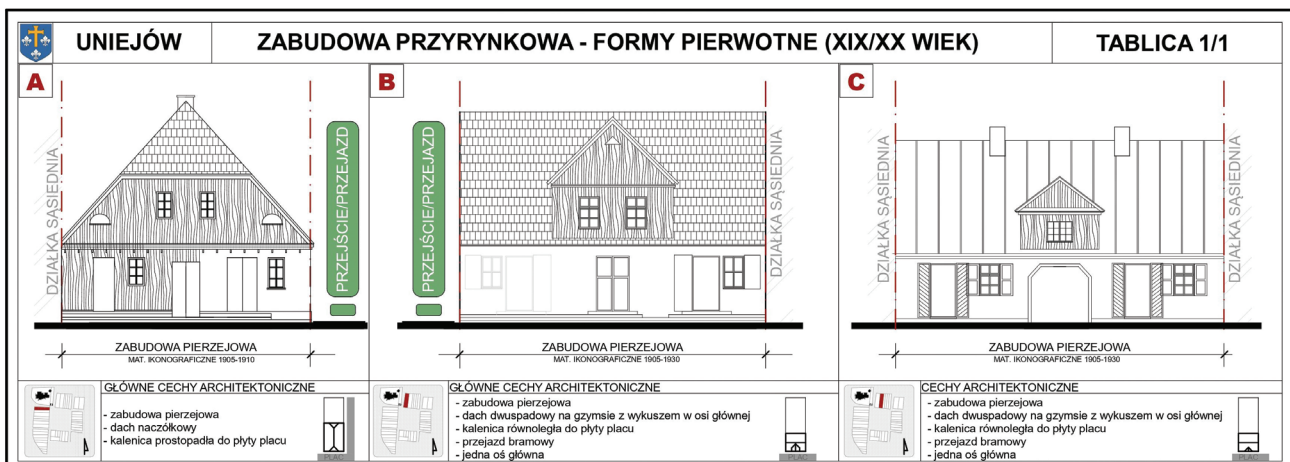 UNIEJÓW
ZABUDOWA PRZYRYNKOWA - FORMY PIERWOTNE (XIX/XX WIEK)
TABLICA 1/1
A
DZIAŁKA SĄSIEDNIA
PRZEJŚCIE/PRZEJAZD
ZABUDOWA PIERZEJOWA
MAT. IKONOGRAFICZNE 1905-1910
GŁÓWNE CECHY ARCHITEKTONICZNE
- zabudowa pierzejowa
- dach naczółkowy
- kalenica prostopadła do płyty placu
PLAC
B
PRZEJŚCIE/PRZEJAZD
DZIAŁKA SĄSIEDNIA
ZABUDOWA PIERZEJOWA
MAT. IKONOGRAFICZNE 1905-1930
GŁÓWNE CECHY ARCHITEKTONICZNE
- zabudowa pierzejowa
- dach dwuspadowy na gzymsie z wykuszem w osi głównej
- kalenica równoległa do płyty placu
- przejazd bramowy
- jedna oś główna
PLAC
C
DZIAŁKA SĄSIEDNIA
DZIAŁKA SĄSIEDNIA
ZABUDOWA PIERZEJOWA
MAT. IKONOGRAFICZNE 1905-1930
CECHY ARCHITEKTONICZNE
- zabudowa pierzejowa
- dach dwuspadowy na gzymsie z wykuszem w osi głównej
- kalenica równoległa do płyty placu
- przejazd bramowy
- jedna oś główna
PLAC